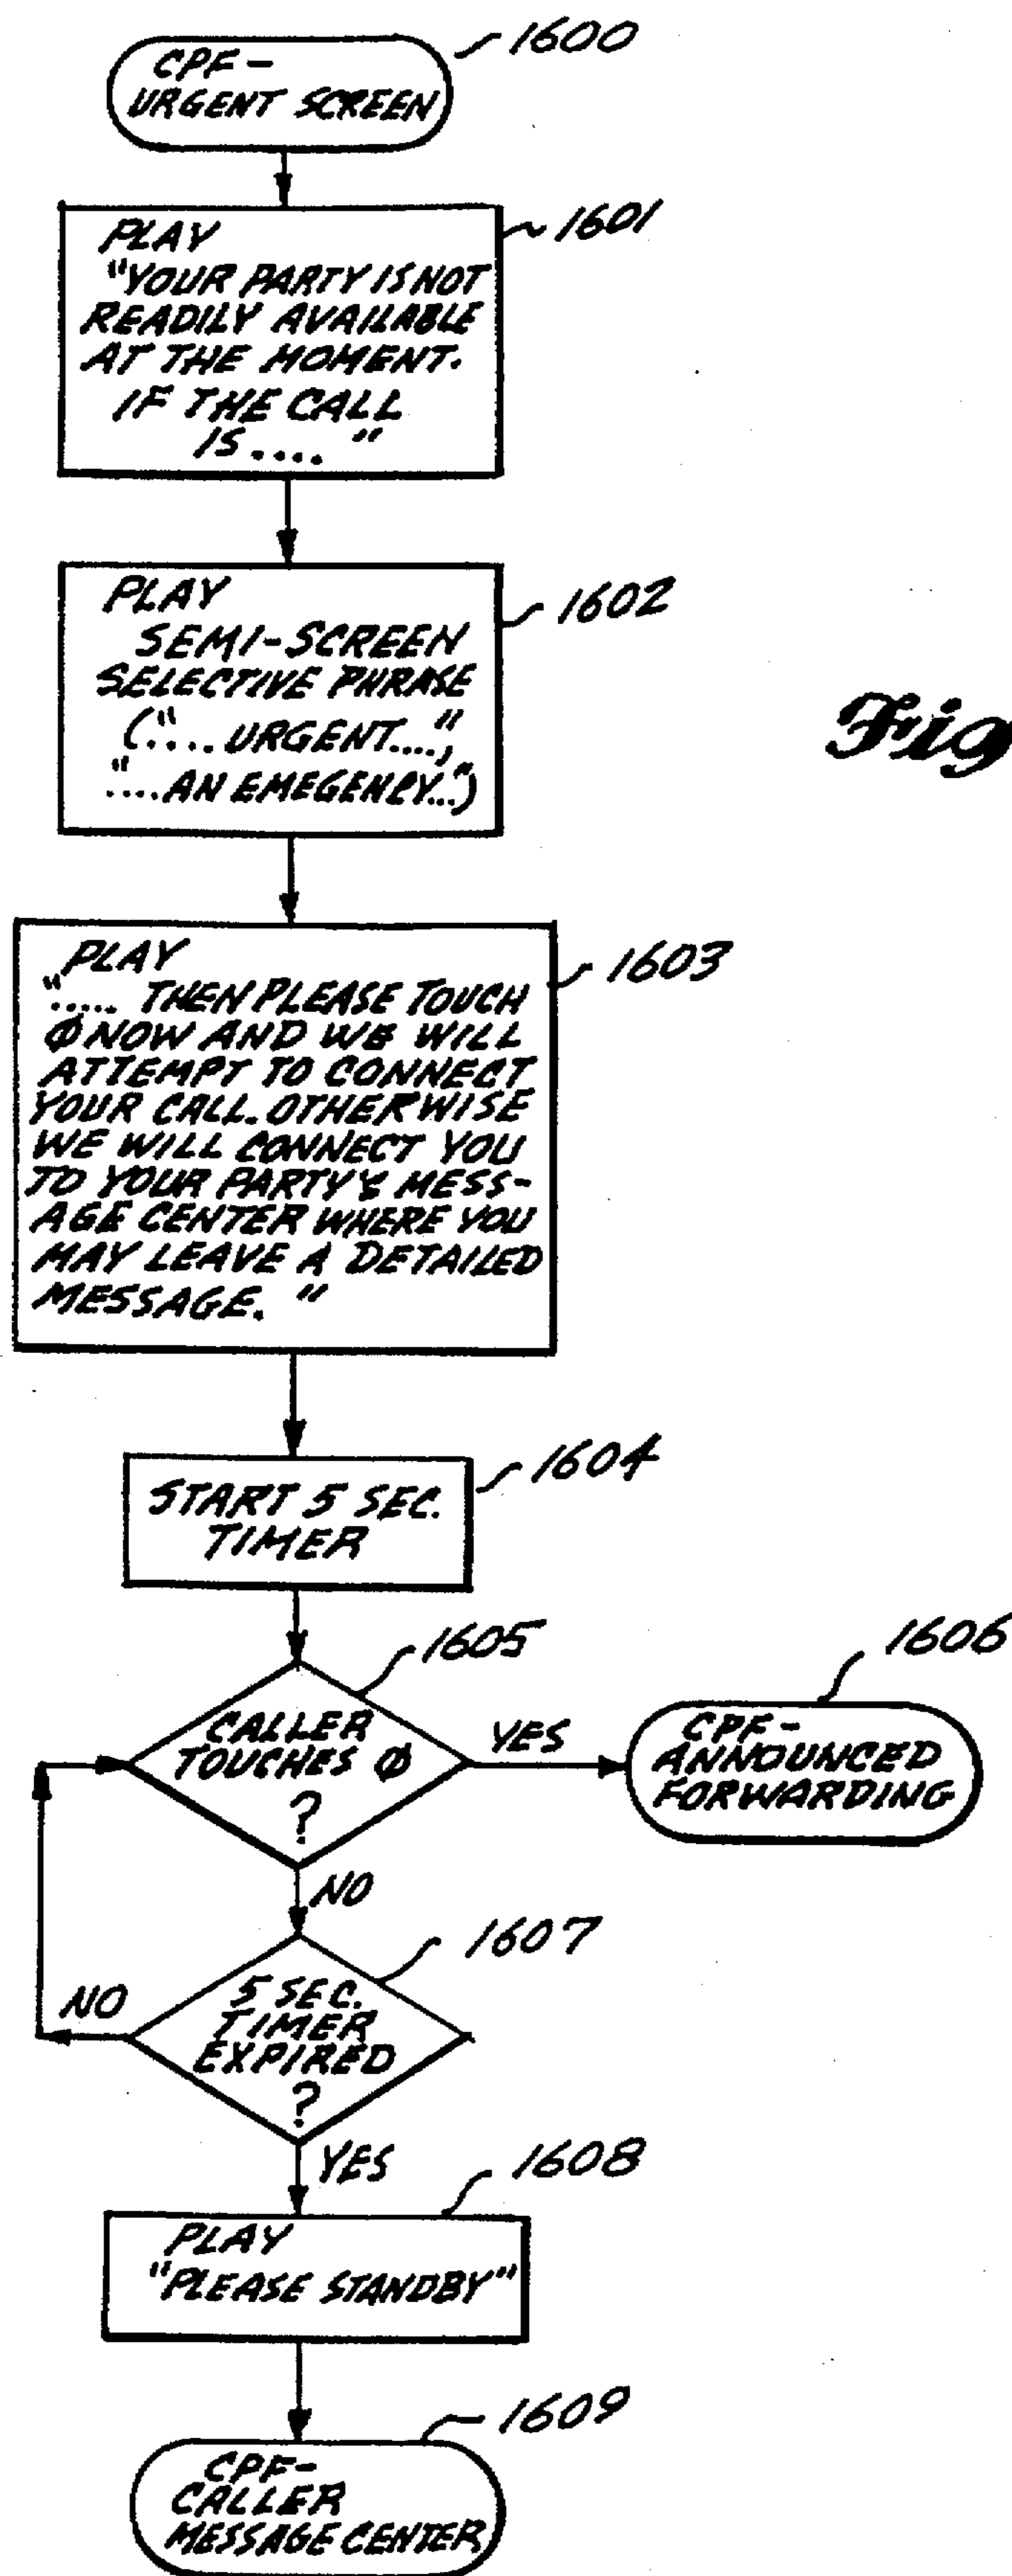 1600
CPF-
URGENT SCREEN
1601
PLAY
"YOUR PARTY IS NOT
READILY AVAILABLE
AT THE MOMENT.
IF THE CALL
IS .... "
1602
PLAY
SEMI-SCREEN
SELECTIVE PHRASE
(".... URGENT....,"
"....AN EMEGENCY...")
Fig
1603
PLAY
"..... THEN PLEASE TOUCH
Ø NOW AND WE WILL
ATTEMPT TO CONNECT
YOUR CALL. OTHERWISE
WE WILL CONNECT YOU
TO YOUR PARTY'S MESS-
AGE CENTER WHERE YOU
MAY LEAVE A DETAILED
MESSAGE. "
1604
START 5 SEC.
TIMER
1605
CALLER
TOUCHES Ø
?
YES
1606
CPF-
ANNOUNCED
FORWARDING
NO
1607
5 SEC.
TIMER
EXPIRED
?
NO
YES
1608
PLAY
"PLEASE STANDBY"
1609
CPF-
CALLER
MESSAGE CENTER